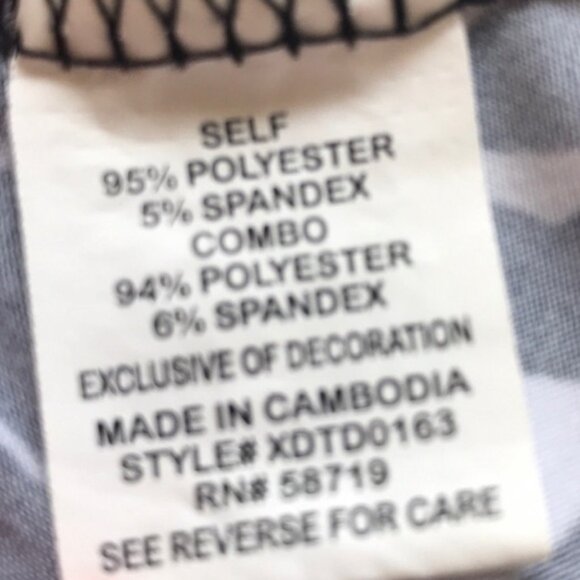 SELF
95% POLYESTER
5% SPANDEX
COMBO
94% POLYESTER
6% SPANDEX
EXCLUSIVE OF DECORATION
MADE IN CAMBODIA
STYLE# XDTD0163
RN# 58719
SEE REVERSE FOR CARE